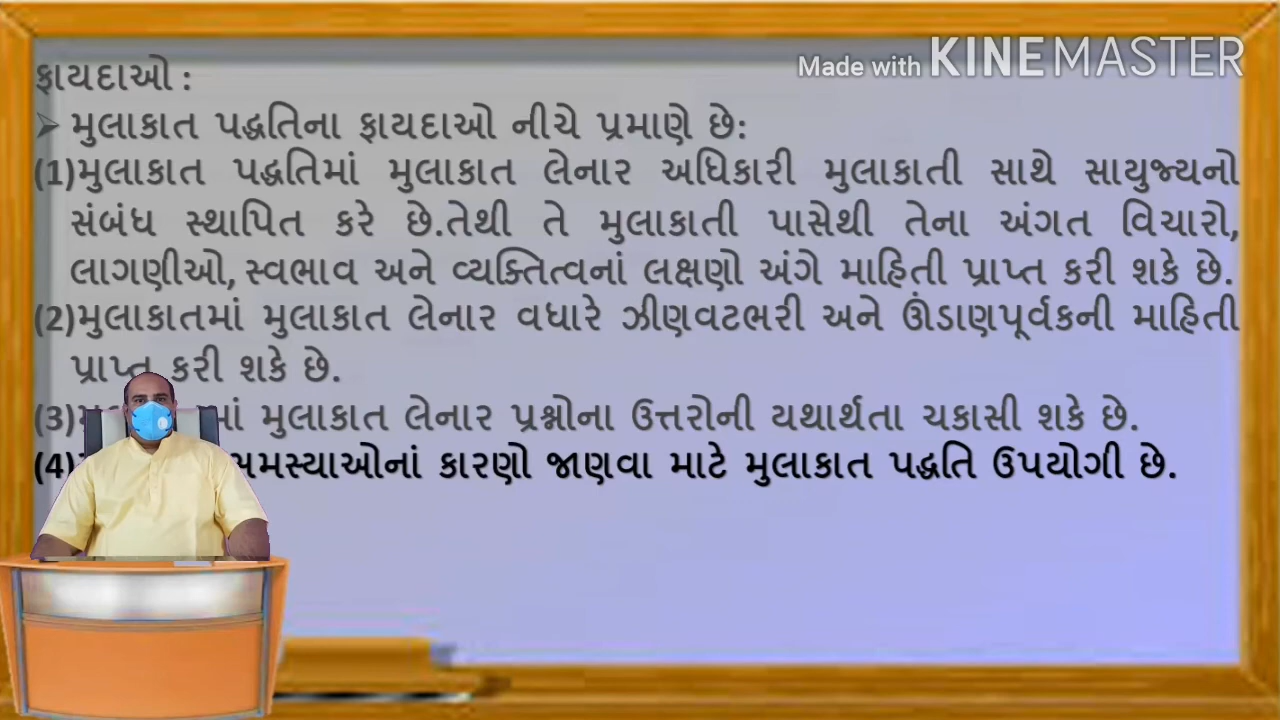 Made with KINEMASTER
ફાયદાઓ :
➢ મુલાકાત પદ્ધતિના ફાયદાઓ નીચે પ્રમાણે છે:
(1)મુલાકાત પદ્ધતિમાં મુલાકાત લેનાર અધિકારી મુલાકાતી સાથે સાયુજ્યનો
સંબંધ સ્થાપિત કરે છે.તેથી તે મુલાકાતી પાસેથી તેના અંગત વિચારો,
લાગણીઓ, સ્વભાવ અને વ્યક્તિત્વનાં લક્ષણો અંગે માહિતી પ્રાપ્ત કરી શકે છે.
(2)મુલાકાતમાં મુલાકાત લેનાર વધારે ઝીણવટભરી અને ઊંડાણપૂર્વકની માહિતી
પ્રાપ્ત કરી શકે છે.
(3) મુલાકાત લેનાર પ્રશ્નોના ઉત્તરોની યથાર્થતા ચકાસી શકે છે.
(4) સમસ્યાઓનાં કારણો જાણવા માટે મુલાકાત પદ્ધતિ ઉપયોગી છે.